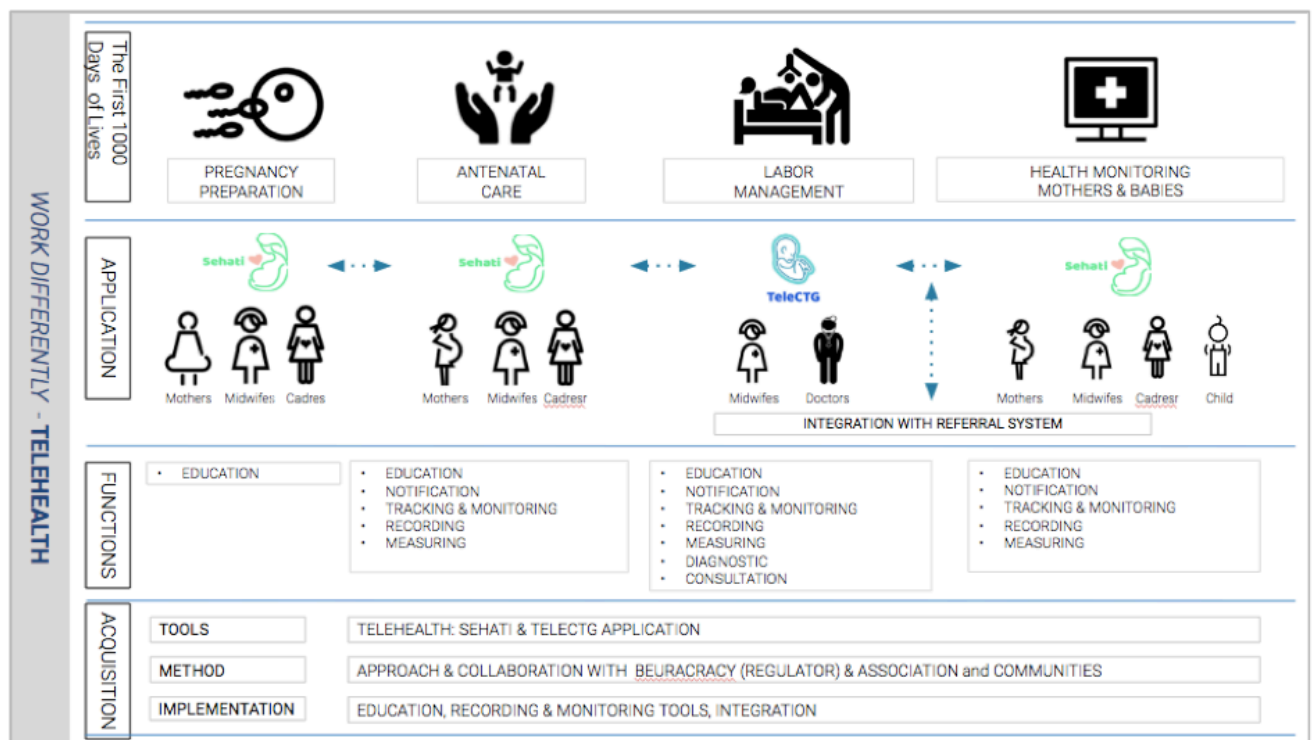 WORK DIFFERENTLY - TELEHEALTH
The First 1000
Days of Lives
PREGNANCY
PREPARATION
ANTENATAL
CARE
LABOR
MANAGEMENT
HEALTH MONITORING
MOTHERS & BABIES
APPLICATION
Sehati
Sehati
TeleCTG
Sehati
Mothers
Midwifes
Cadres
Mothers
Midwifes
Cadresr
Midwifes
Doctors
Mothers
Midwifes
Cadresr
Child
INTEGRATION WITH REFERRAL SYSTEM
FUNCTIONS
• EDUCATION
• EDUCATION
• NOTIFICATION
• TRACKING & MONITORING
• RECORDING
• MEASURING
• EDUCATION
• NOTIFICATION
• TRACKING & MONITORING
• RECORDING
• MEASURING
• DIAGNOSTIC
• CONSULTATION
• EDUCATION
• NOTIFICATION
• TRACKING & MONITORING
• RECORDING
• MEASURING
ACQUISITION
TOOLS
TELEHEALTH: SEHATI & TELECTG APPLICATION
METHOD
APPROACH & COLLABORATION WITH BEURACRACY (REGULATOR) & ASSOCIATION and COMMUNITIES
IMPLEMENTATION
EDUCATION, RECORDING & MONITORING TOOLS, INTEGRATION